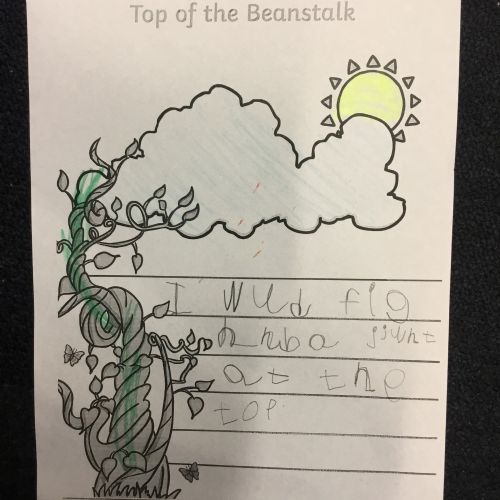 Top of the Beanstalk
I wud fig
at the
top.